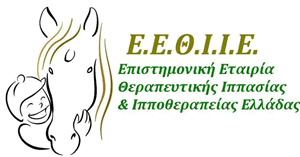 Ε.Ε.Θ.Ι.Ι.Ε.
Επιστημονική Εταιρία
Θεραπευτικής Ιππασίας
& Ιπποθεραπείας Ελλάδας